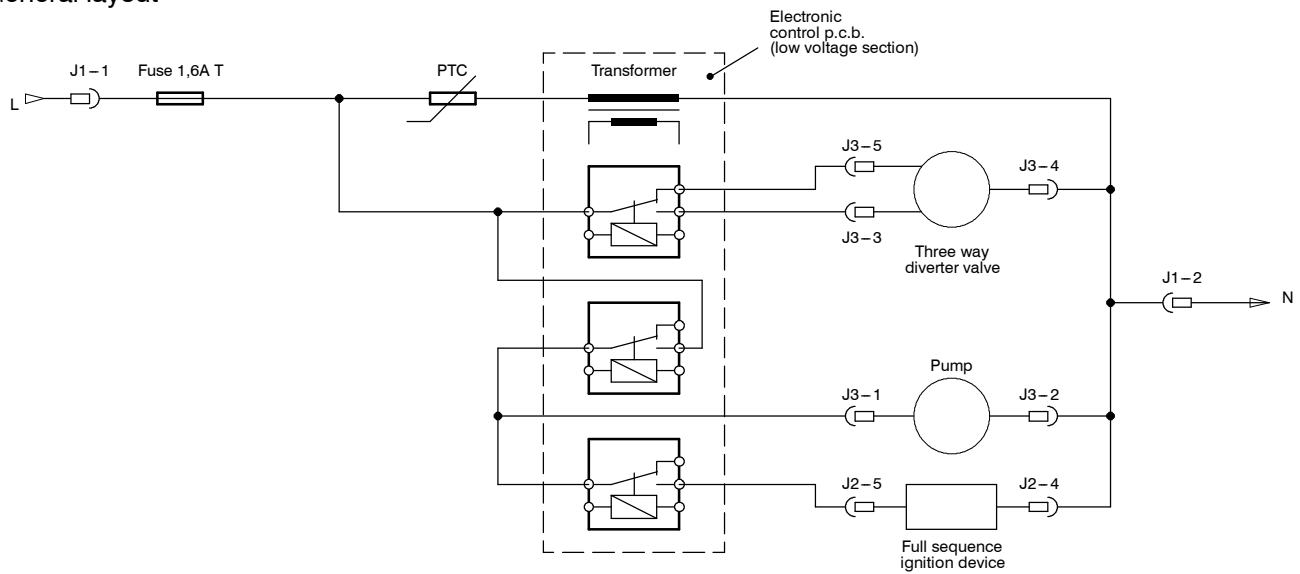 General layout
Electronic
control p.c.b.
(low voltage section)
J1–1
Fuse 1,6A T
PTC
Transformer
L
J3–5
J3–4
J3–3
Three way
diverter valve
J1–2
N
Pump
J3–1
J3–2
J2–5
J2–4
Full sequence
ignition device